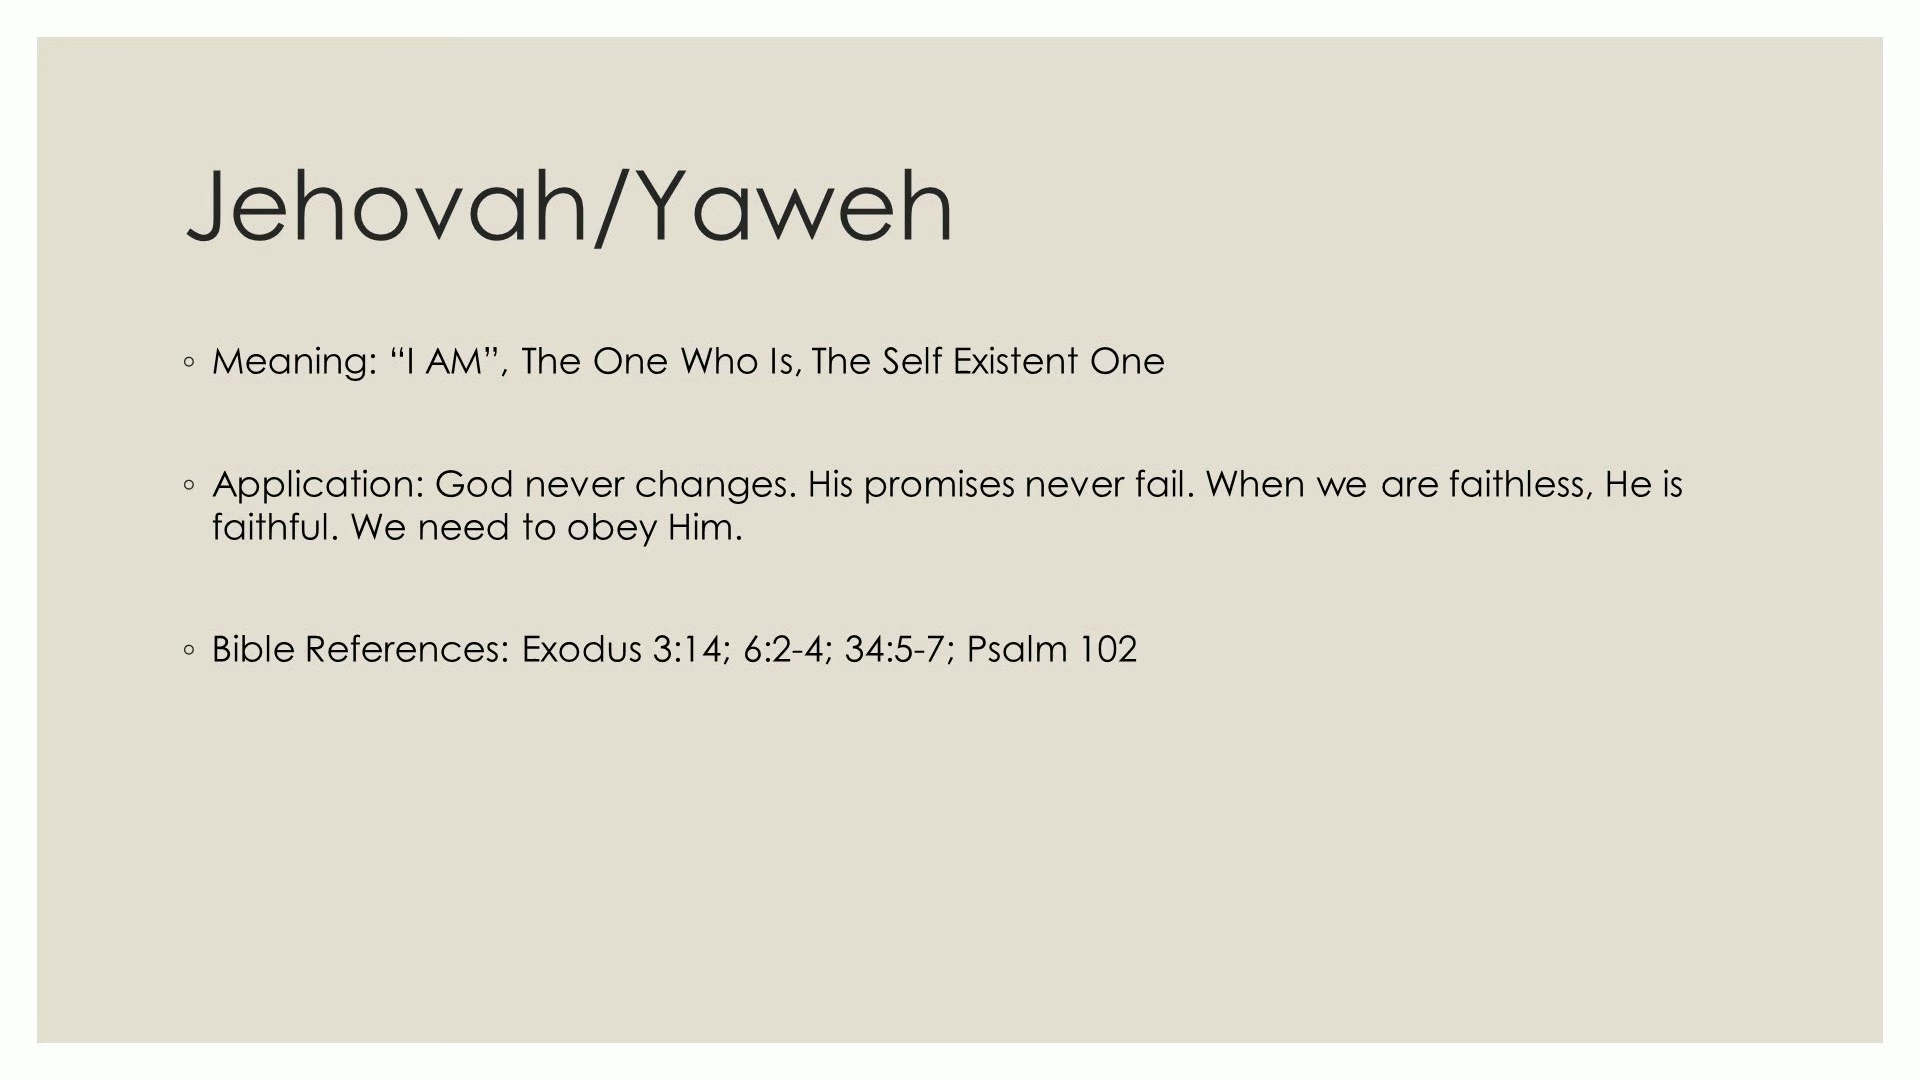 Jehovah/Yaweh
◦ Meaning: “I AM”, The One Who Is, The Self Existent One
◦ Application: God never changes. His promises never fail. When we are faithless, He is
faithful. We need to obey Him.
◦ Bible References: Exodus 3:14; 6:2-4; 34:5-7; Psalm 102